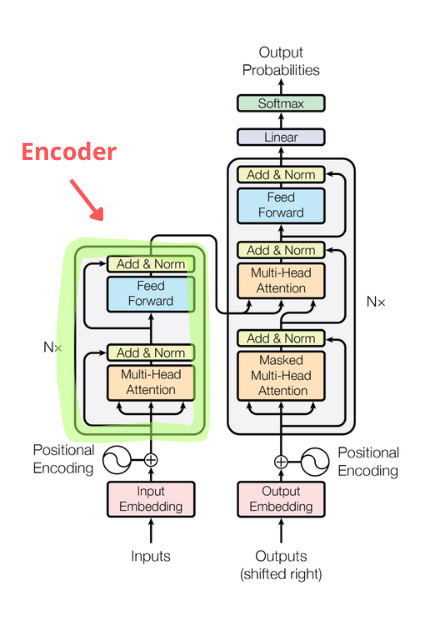 Output
Probabilities
Softmax
Linear
Encoder
Add & Norm
Feed
Forward
Add & Norm
Multi-Head
Attention
Add & Norm
Masked
Multi-Head
Attention
Nx
Add & Norm
Feed
Forward
Add & Norm
Multi-Head
Attention
Nx
Positional
Encoding
Positional
Encoding
Input
Embedding
Output
Embedding
Inputs
Outputs
(shifted right)